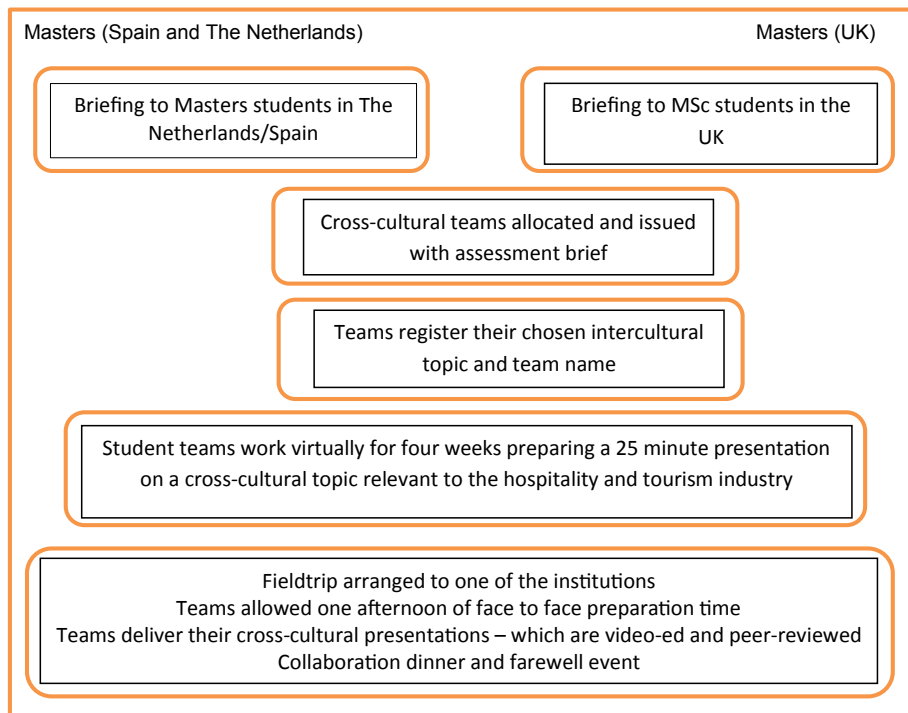 Masters (Spain and The Netherlands)
Masters (UK)
Briefing to Masters students in The
Netherlands/Spain
Briefing to MSc students in the
UK
Cross-cultural teams allocated and issued
with assessment brief
Teams register their chosen intercultural
topic and team name
Student teams work virtually for four weeks preparing a 25 minute presentation
on a cross-cultural topic relevant to the hospitality and tourism industry
Fieldtrip arranged to one of the institutions
Teams allowed one afternoon of face to face preparation time
Teams deliver their cross-cultural presentations – which are video-ed and peer-reviewed
Collaboration dinner and farewell event